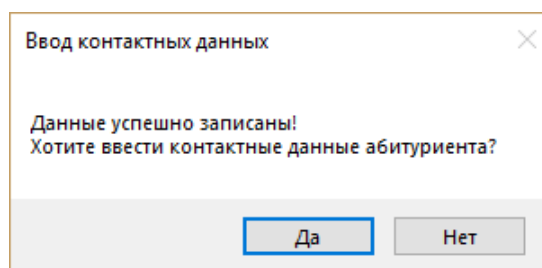 Ввод контактных данных
Данные успешно записаны!
Хотите ввести контактные данные абитуриента?
Да
Нет